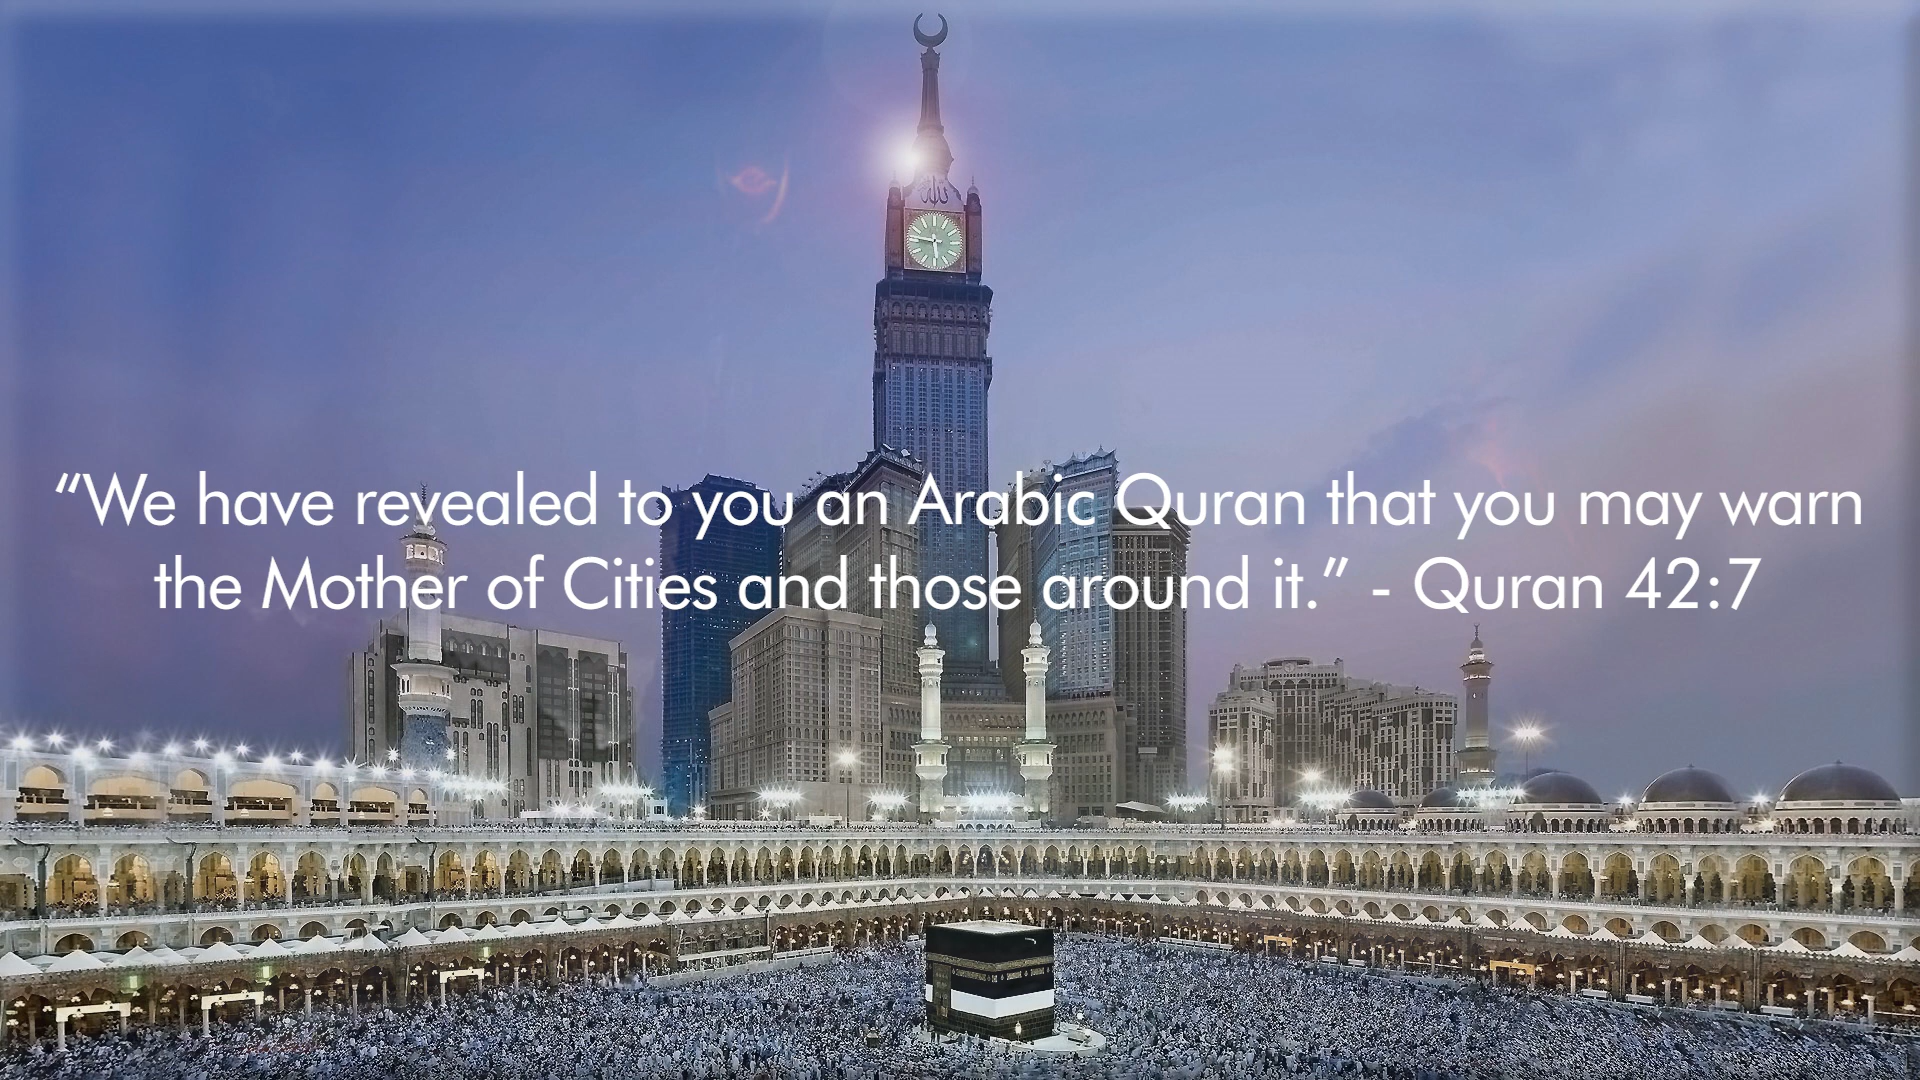 الله
“We have revealed to you an Arabic Quran that you may warn
the Mother of Cities and those around it.” - Quran 42:7